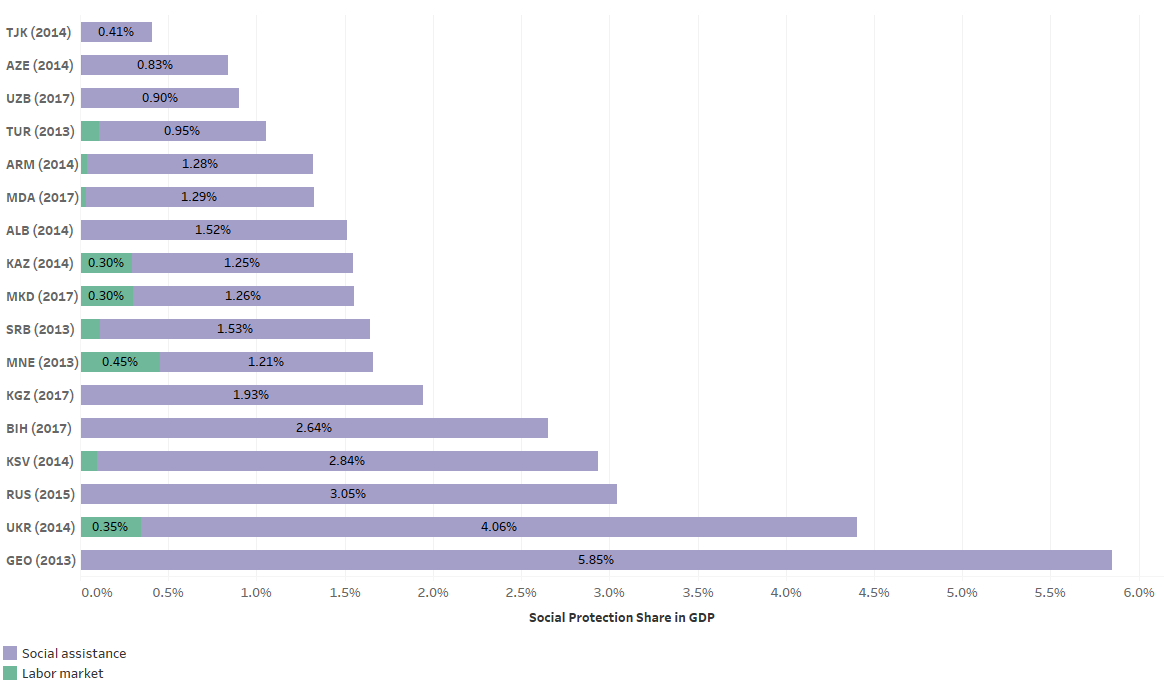 TJK (2014) 0.41%
AZE (2014) 0.83%
UZB (2017) 0.90%
TUR (2013) 0.95%
ARM (2014) 1.28%
MDA (2017) 1.29%
ALB (2014) 1.52%
KAZ (2014) 0.30% 1.25%
MKD (2017) 0.30% 1.26%
SRB (2013) 1.53%
MNE (2013) 0.45% 1.21%
KGZ (2017) 1.93%
BIH (2017) 2.64%
KSV (2014) 2.84%
RUS (2015) 3.05%
UKR (2014) 0.35% 4.06%
GEO (2013) 5.85%
0.0% 0.5% 1.0% 1.5% 2.0% 2.5% 3.0% 3.5% 4.0% 4.5% 5.0% 5.5% 6.0%
Social Protection Share in GDP
Social assistance
Labor market